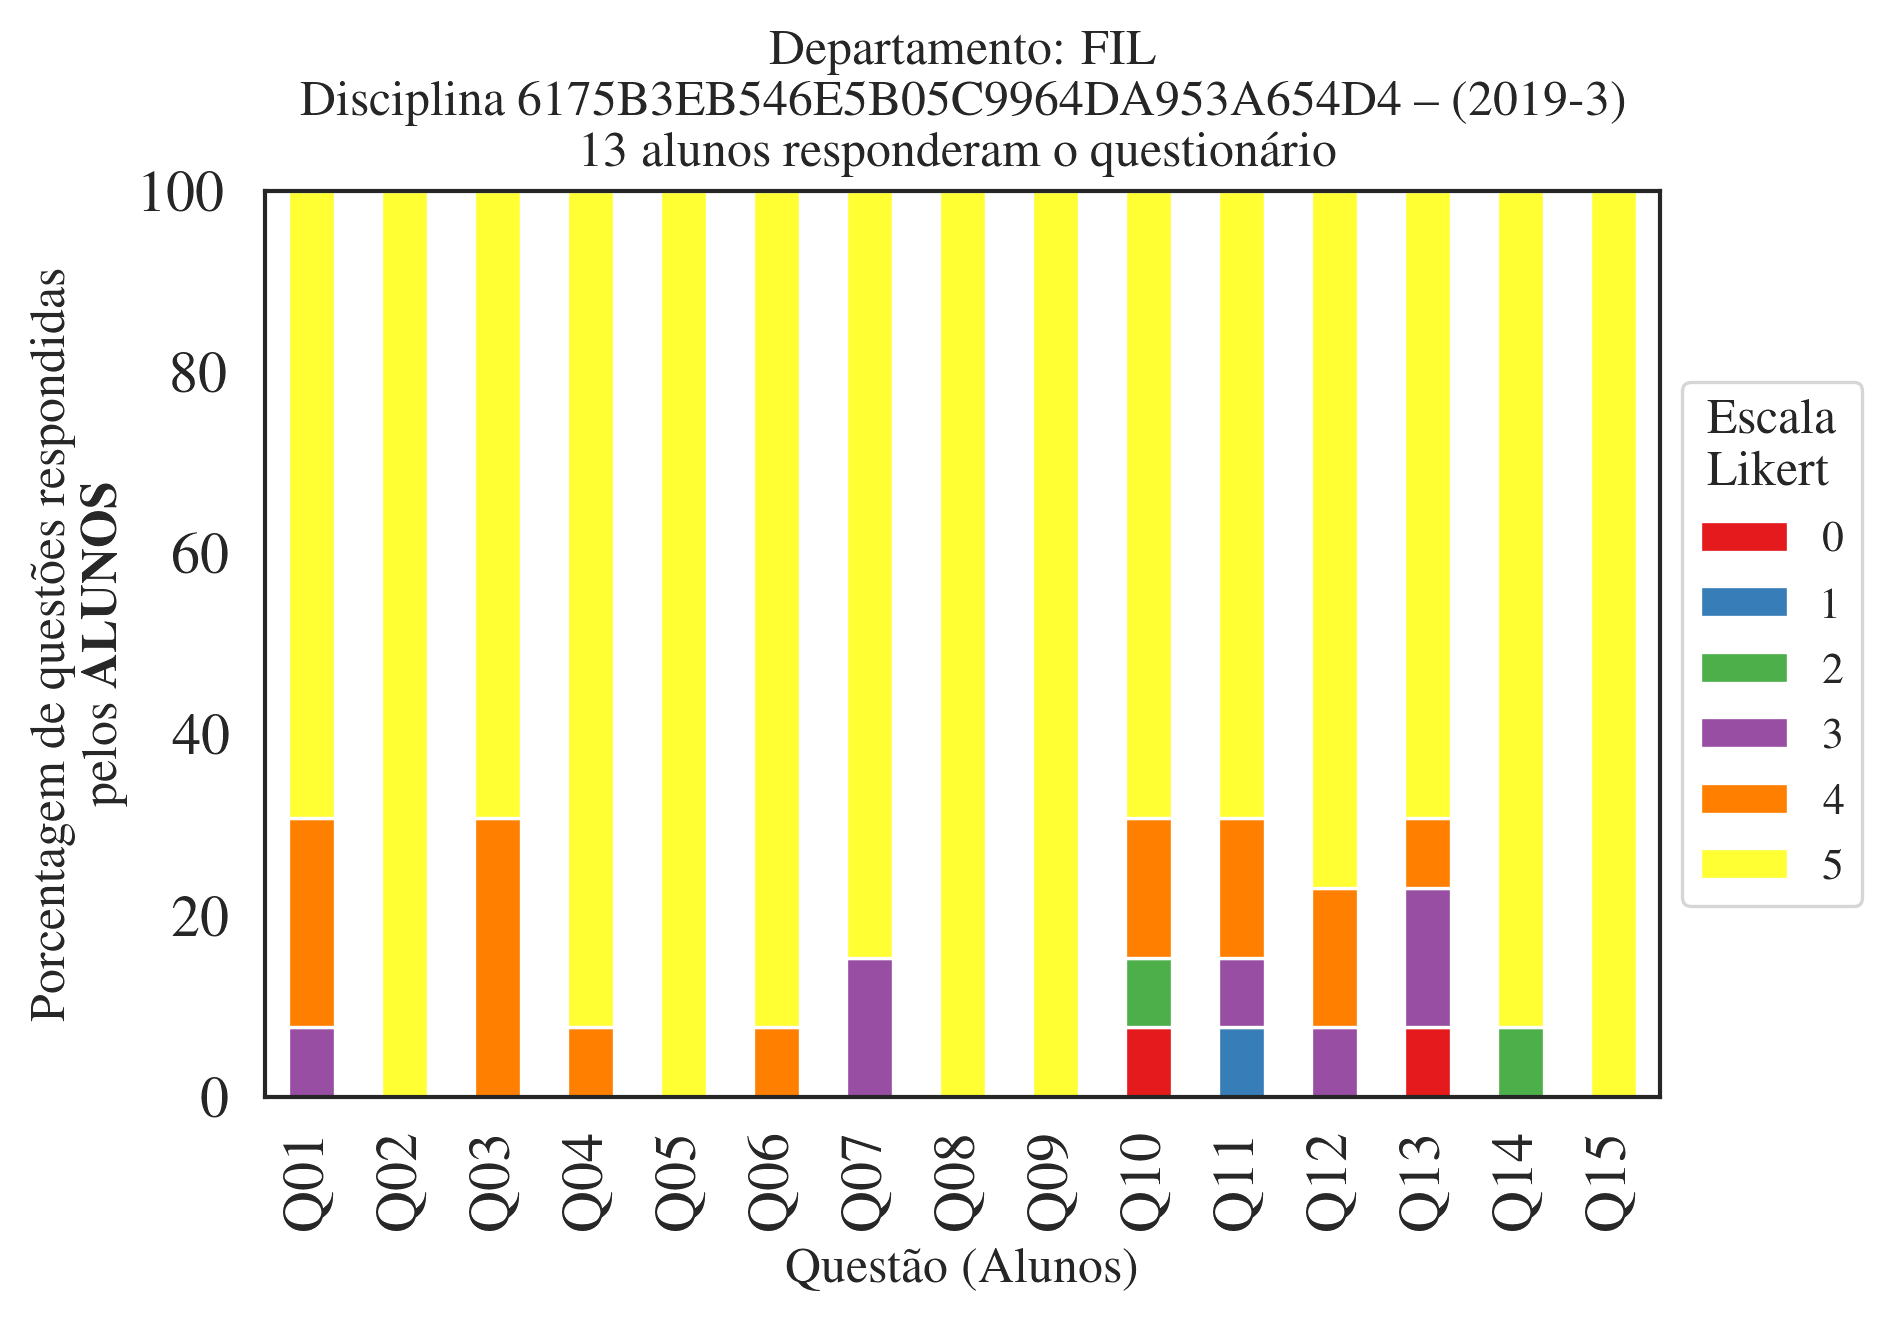 Departamento: FIL
Disciplina 6175B3EB546E5B05C9964DA953A654D4 – (2019-3)
13 alunos responderam o questionário
Porcentagem de questões respondidas
pelos ALUNOS
100
80
60
40
20
0
Q01
Q02
Q03
Q04
Q05
Q06
Q07
Q08
Q09
Q10
Q11
Q12
Q13
Q14
Q15
Questão (Alunos)
Escala
Likert
0
1
2
3
4
5